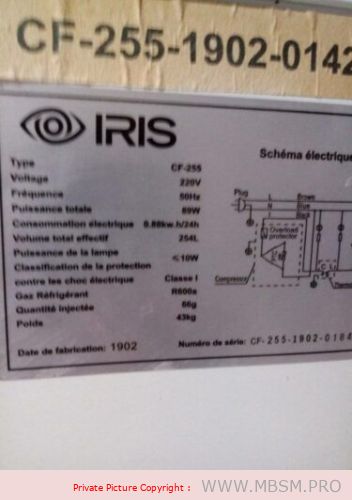 CF-255-1902-0142
IRIS
Type CF-255
Voltage 220V
Fréquence 50Hz
Puissance totale 89W
Consommation électrique 0.88kw.h/24h
Volume total effectif 254L
Puissance de la lampe ≤10W
Classification de la protection
contre les choc électrique Classe I
Gaz Réfrigérant R600a
Quantité injectée 66g
Poids 43kg
Date de fabrication: 1902
Schéma électrique
Plug
L Brown
N Blue
Black
Overload
protector
Compressor
C L
Numéro de série: CF-255-1902-0104
Private Picture Copyright : WWW.MBSM.PRO